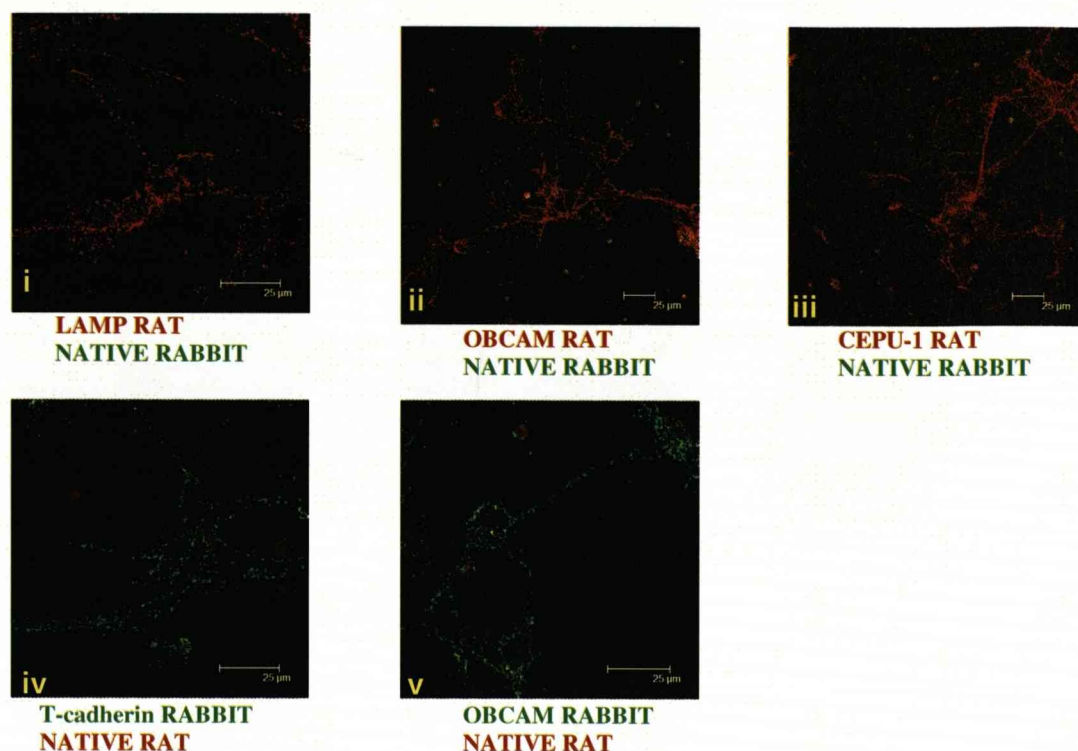 i
25 µm
LAMP RAT
NATIVE RABBIT
ii
25 µm
OBCAM RAT
NATIVE RABBIT
iii
25 µm
CEPU-1 RAT
NATIVE RABBIT
iv
25 µm
T-cadherin RABBIT
NATIVE RAT
v
25 µm
OBCAM RABBIT
NATIVE RAT